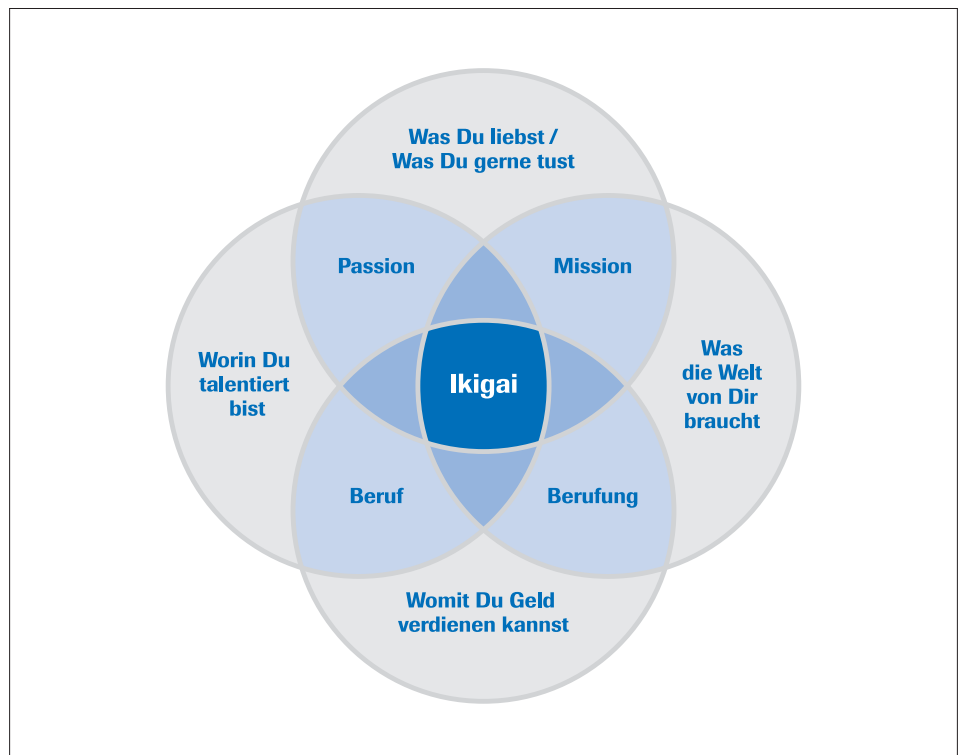 Was Du liebst /
Was Du gerne tust
Passion
Mission
Worin Du
talentiert
bist
Ikigai
Was
die Welt
von Dir
braucht
Beruf
Berufung
Womit Du Geld
verdienen kannst